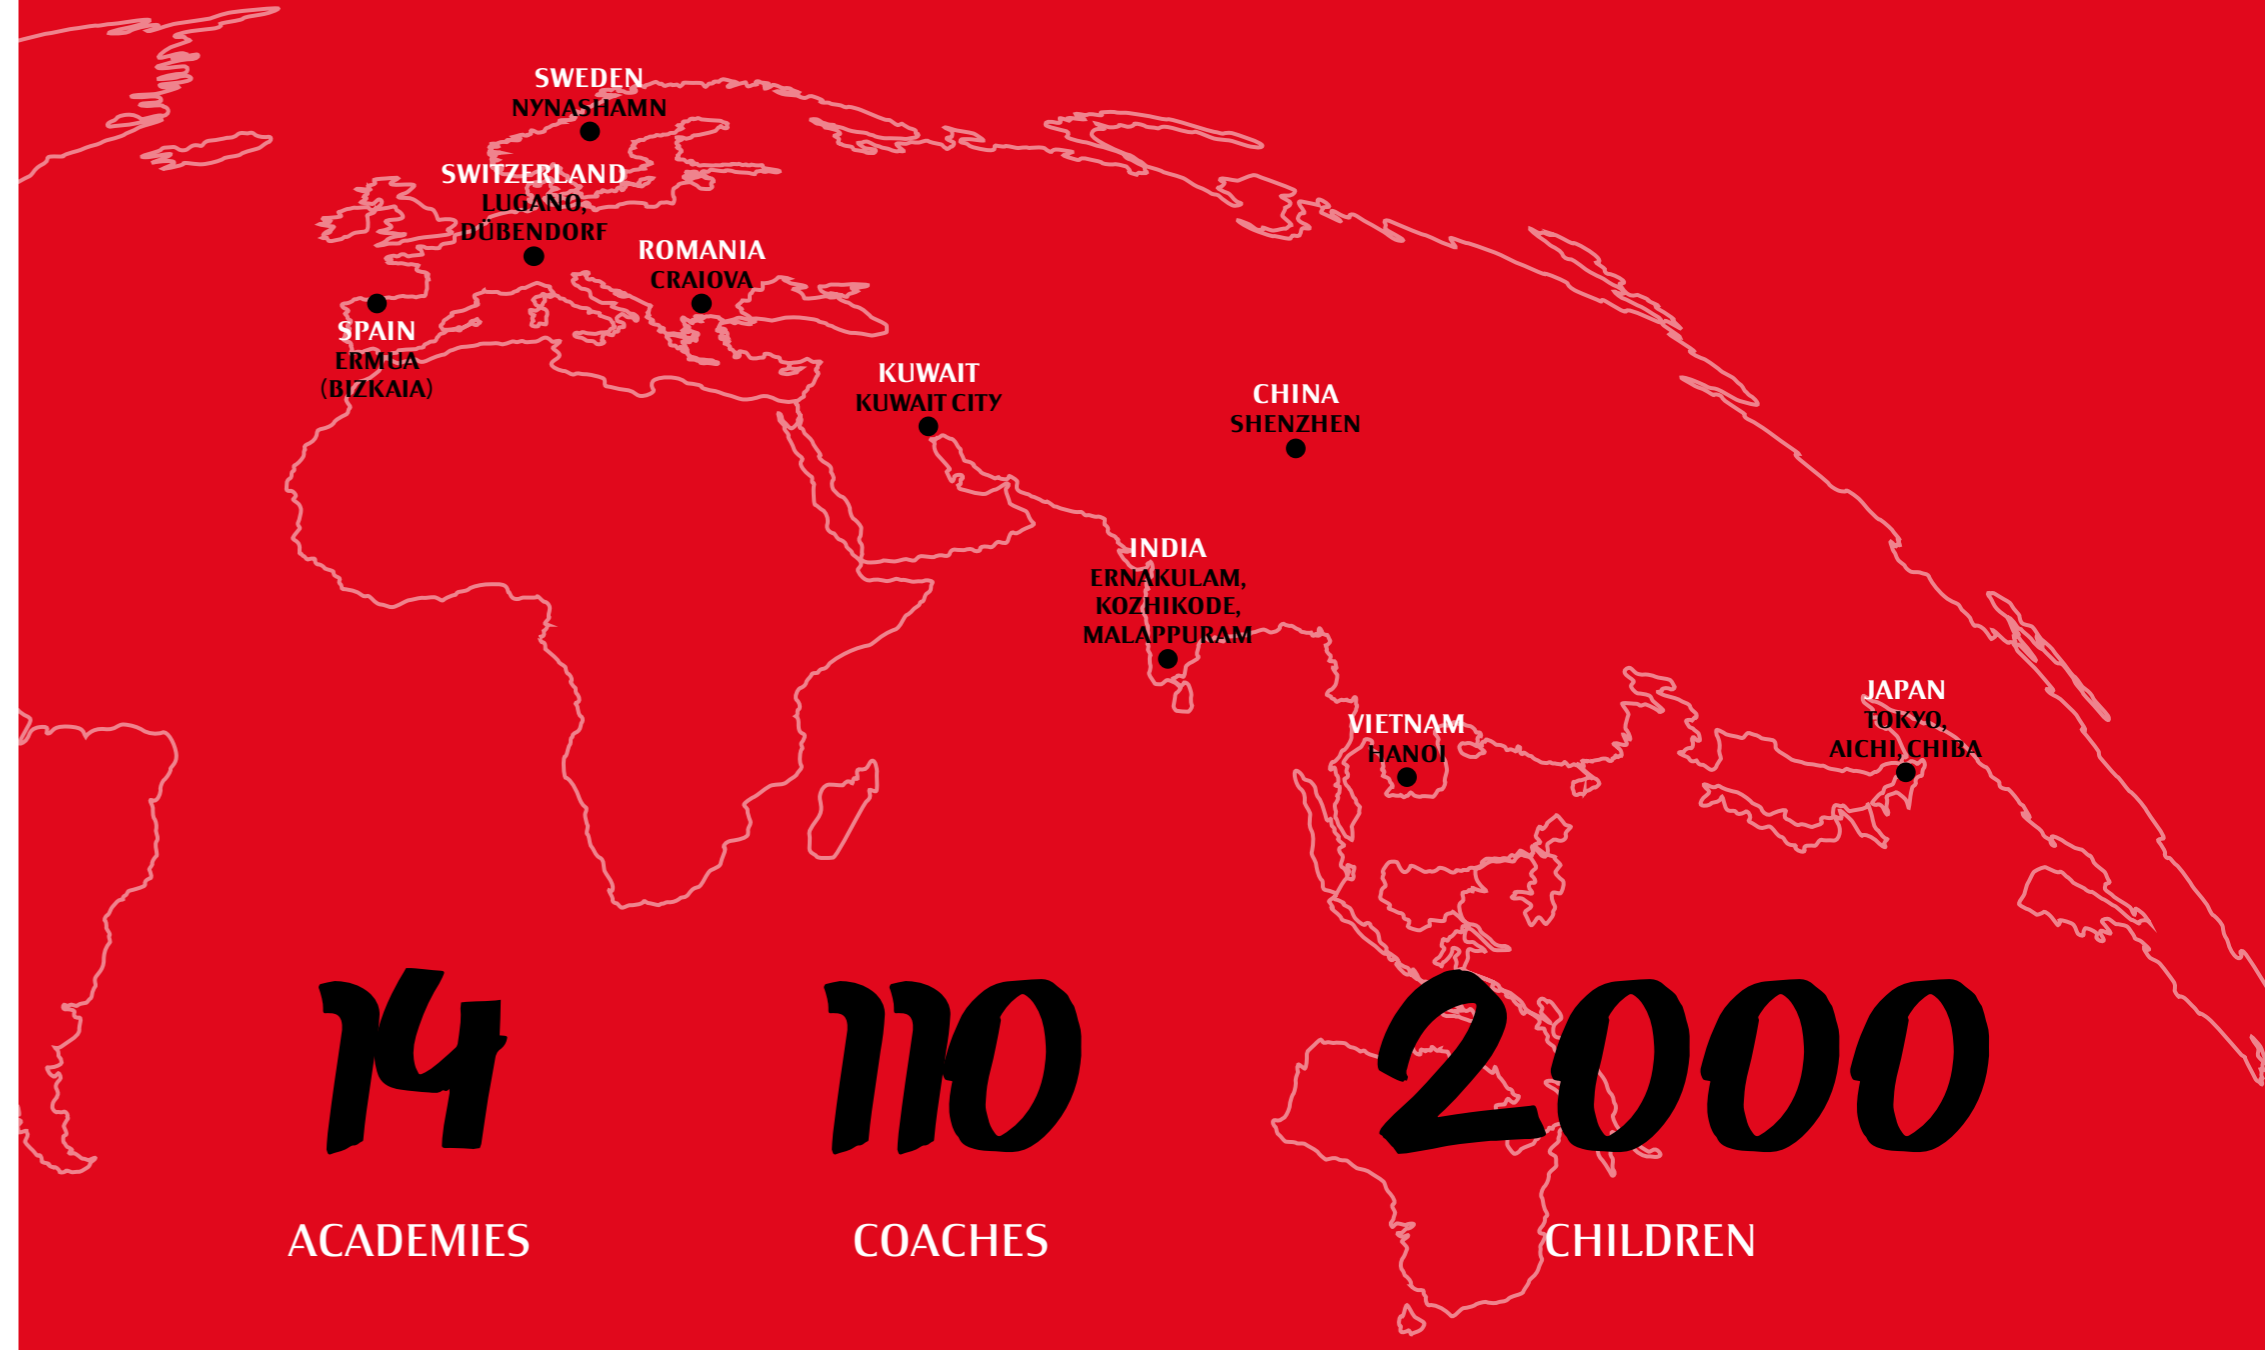 SWEDEN
NYNASHAMN
SWITZERLAND
LUGANO,
DÜBENDORF
ROMANIA
CRAIOVA
SPAIN
ERMUA
(BIZKAIA)
KUWAIT
KUWAIT CITY
CHINA
SHENZHEN
INDIA
ERNAKULAM,
KOZHIKODE,
MALAPPURAM
VIETNAM
HANOI
JAPAN
TOKYO,
AICHI, CHIBA
14
ACADEMIES
110
COACHES
2000
CHILDREN